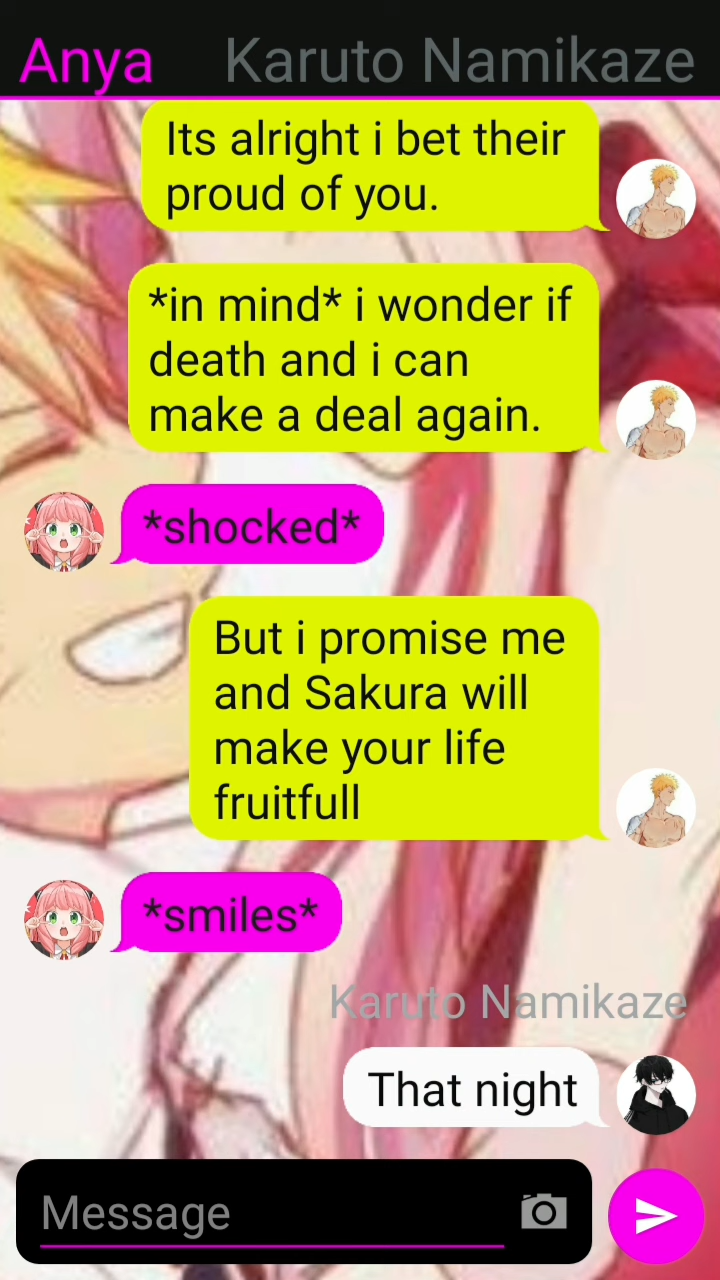 Anya Karuto Namikaze
Its alright i bet their
proud of you.
*in mind* i wonder if
death and i can
make a deal again.
*shocked*
But i promise me
and Sakura will
make your life
fruitfull
*smiles*
Karuto Namikaze
That night
Message